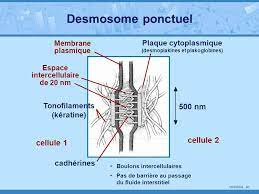 Desmosome ponctuel
Membrane
plasmique
Plaque cytoplasmique
(desmoplakines et plakoglobines)
Espace
intercellulaire
de 20 nm
Tonofilaments
(kératine)
500 nm
cellule 1
cellule 2
cadhérines
• Boulons intercellulaires
• Pas de barrière au passage
du fluide interstitiel